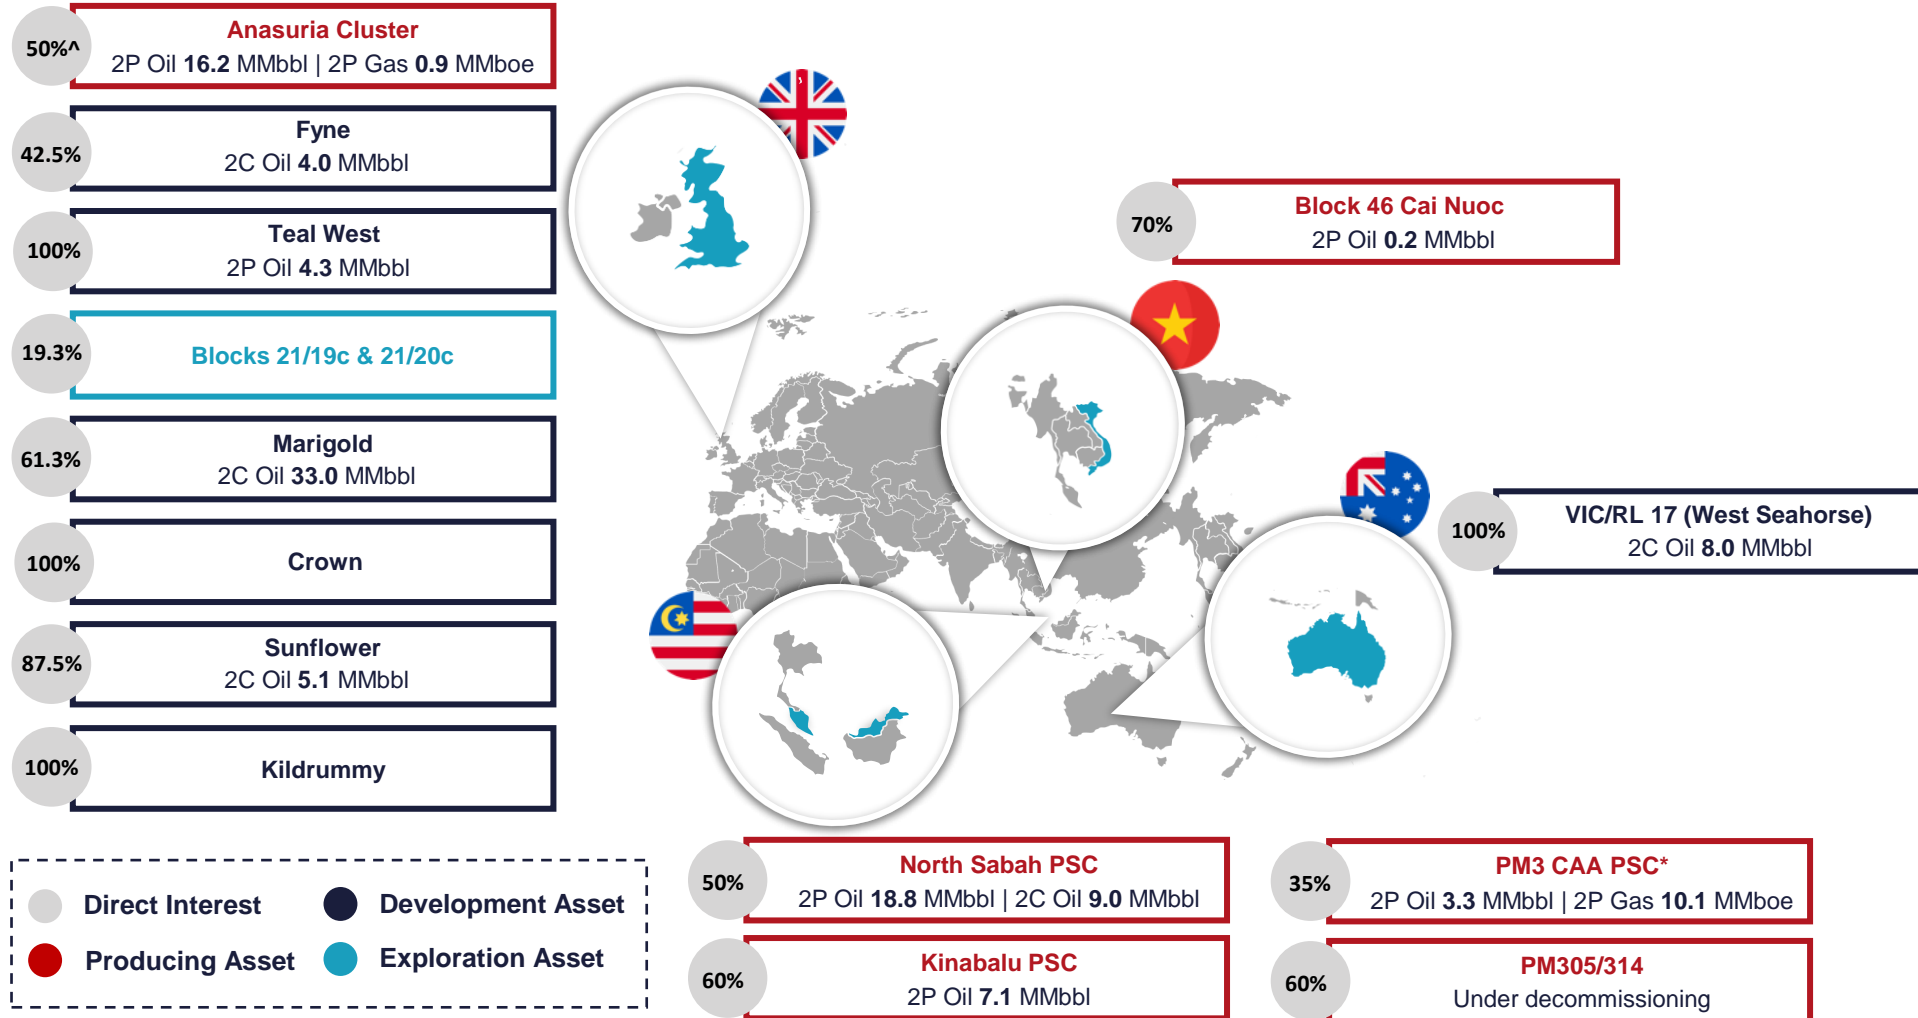 50%^
Anasuria Cluster
2P Oil 16.2 MMbbl | 2P Gas 0.9 MMboe
42.5%
Fyne
2C Oil 4.0 MMbbl
100%
Teal West
2P Oil 4.3 MMbbl
19.3%
Blocks 21/19c & 21/20c
61.3%
Marigold
2C Oil 33.0 MMbbl
100%
Crown
87.5%
Sunflower
2C Oil 5.1 MMbbl
100%
Kildrummy
70%
Block 46 Cai Nuoc
2P Oil 0.2 MMbbl
100%
VIC/RL 17 (West Seahorse)
2C Oil 8.0 MMbbl
Direct Interest
Development Asset
Producing Asset
Exploration Asset
50%
North Sabah PSC
2P Oil 18.8 MMbbl | 2C Oil 9.0 MMbbl
35%
PM3 CAA PSC*
2P Oil 3.3 MMbbl | 2P Gas 10.1 MMboe
60%
Kinabalu PSC
2P Oil 7.1 MMbbl
60%
PM305/314
Under decommissioning